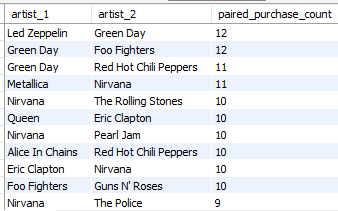 artist_1 artist_2 paired_purchase_count
Led Zeppelin Green Day 12
Green Day Foo Fighters 12
Green Day Red Hot Chili Peppers 11
Metallica Nirvana 11
Nirvana The Rolling Stones 10
Queen Eric Clapton 10
Nirvana Pearl Jam 10
Alice In Chains Red Hot Chili Peppers 10
Eric Clapton Nirvana 10
Foo Fighters Guns N' Roses 10
Nirvana The Police 9